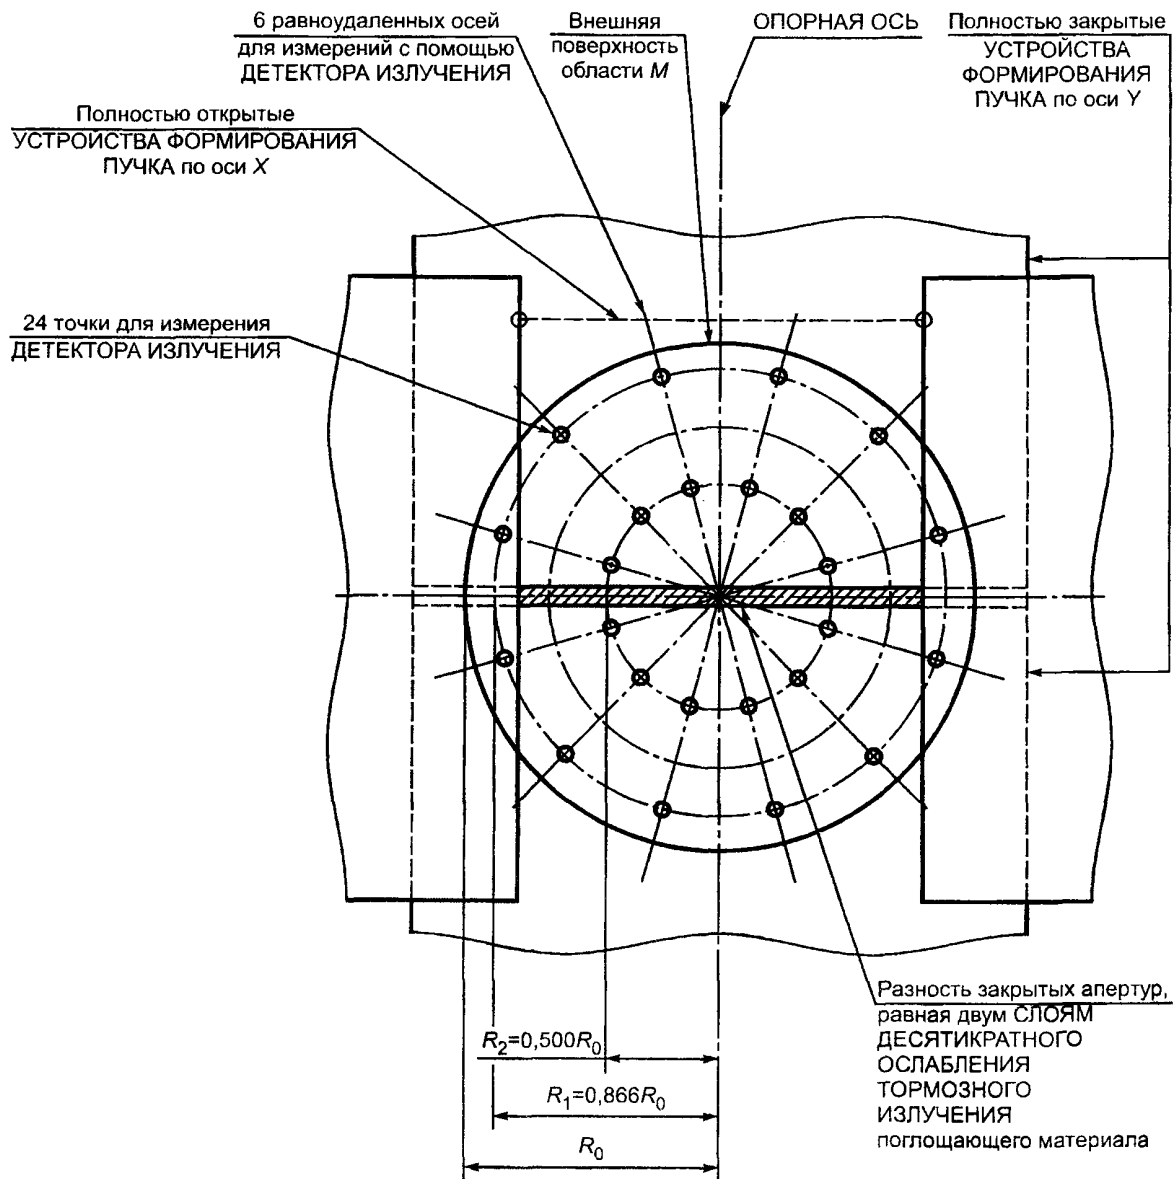 6 равноудаленных осей
для измерений с помощью
ДЕТЕКТОРА ИЗЛУЧЕНИЯ
Внешняя
поверхность
области M
ОПОРНАЯ ОСЬ
Полностью закрытые
УСТРОЙСТВА
ФОРМИРОВАНИЯ
ПУЧКА по оси Y
Полностью открытые
УСТРОЙСТВА ФОРМИРОВАНИЯ
ПУЧКА по оси X
24 точки для измерения
ДЕТЕКТОРА ИЗЛУЧЕНИЯ
Разность закрытых апертур,
равная двум СЛОЯМ
ДЕСЯТИКРАТНОГО
ОСЛАБЛЕНИЯ
ТОРМОЗНОГО
ИЗЛУЧЕНИЯ
поглощающего материала
R₂=0,500R₀
R₁=0,866R₀
R₀